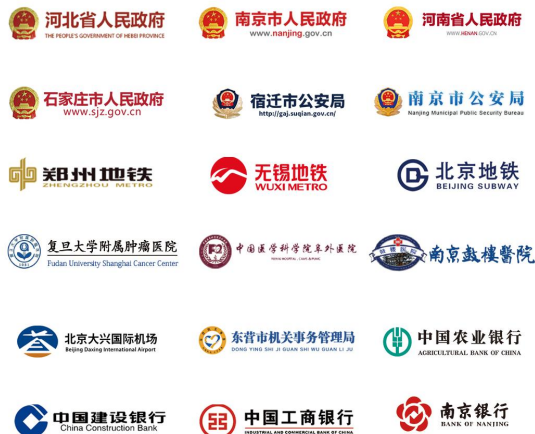 河北省人民政府
THE PEOPLE'S GOVERNMENT OF HEBEI PROVINCE
南京市人民政府
www.nanjing.gov.cn
河南省人民政府
WWW.HENAN.GOV.CN
石家庄市人民政府
www.sjz.gov.cn
宿迁市公安局
http://gaj.suqian.gov.cn/
南京市公安局
Nanjing Municipal Public Security Bureau
郑州地铁
ZHENGZHOU METRO
无锡地铁
WUXI METRO
北京地铁
BEIJING SUBWAY
复旦大学附属肿瘤医院
Fudan University Shanghai Cancer Center
中国医学科学院阜外医院
南京鼓樓醫院
北京大兴国际机场
Beijing Daxing International Airport
东营市机关事务管理局
DONG YING SHI JI GUAN SHI WU GUAN LI JU
中国农业银行
AGRICULTURAL BANK OF CHINA
中国建设银行
China Construction Bank
中国工商银行
INDUSTRIAL AND COMMERCIAL BANK OF CHINA
南京银行
BANK OF NANJING